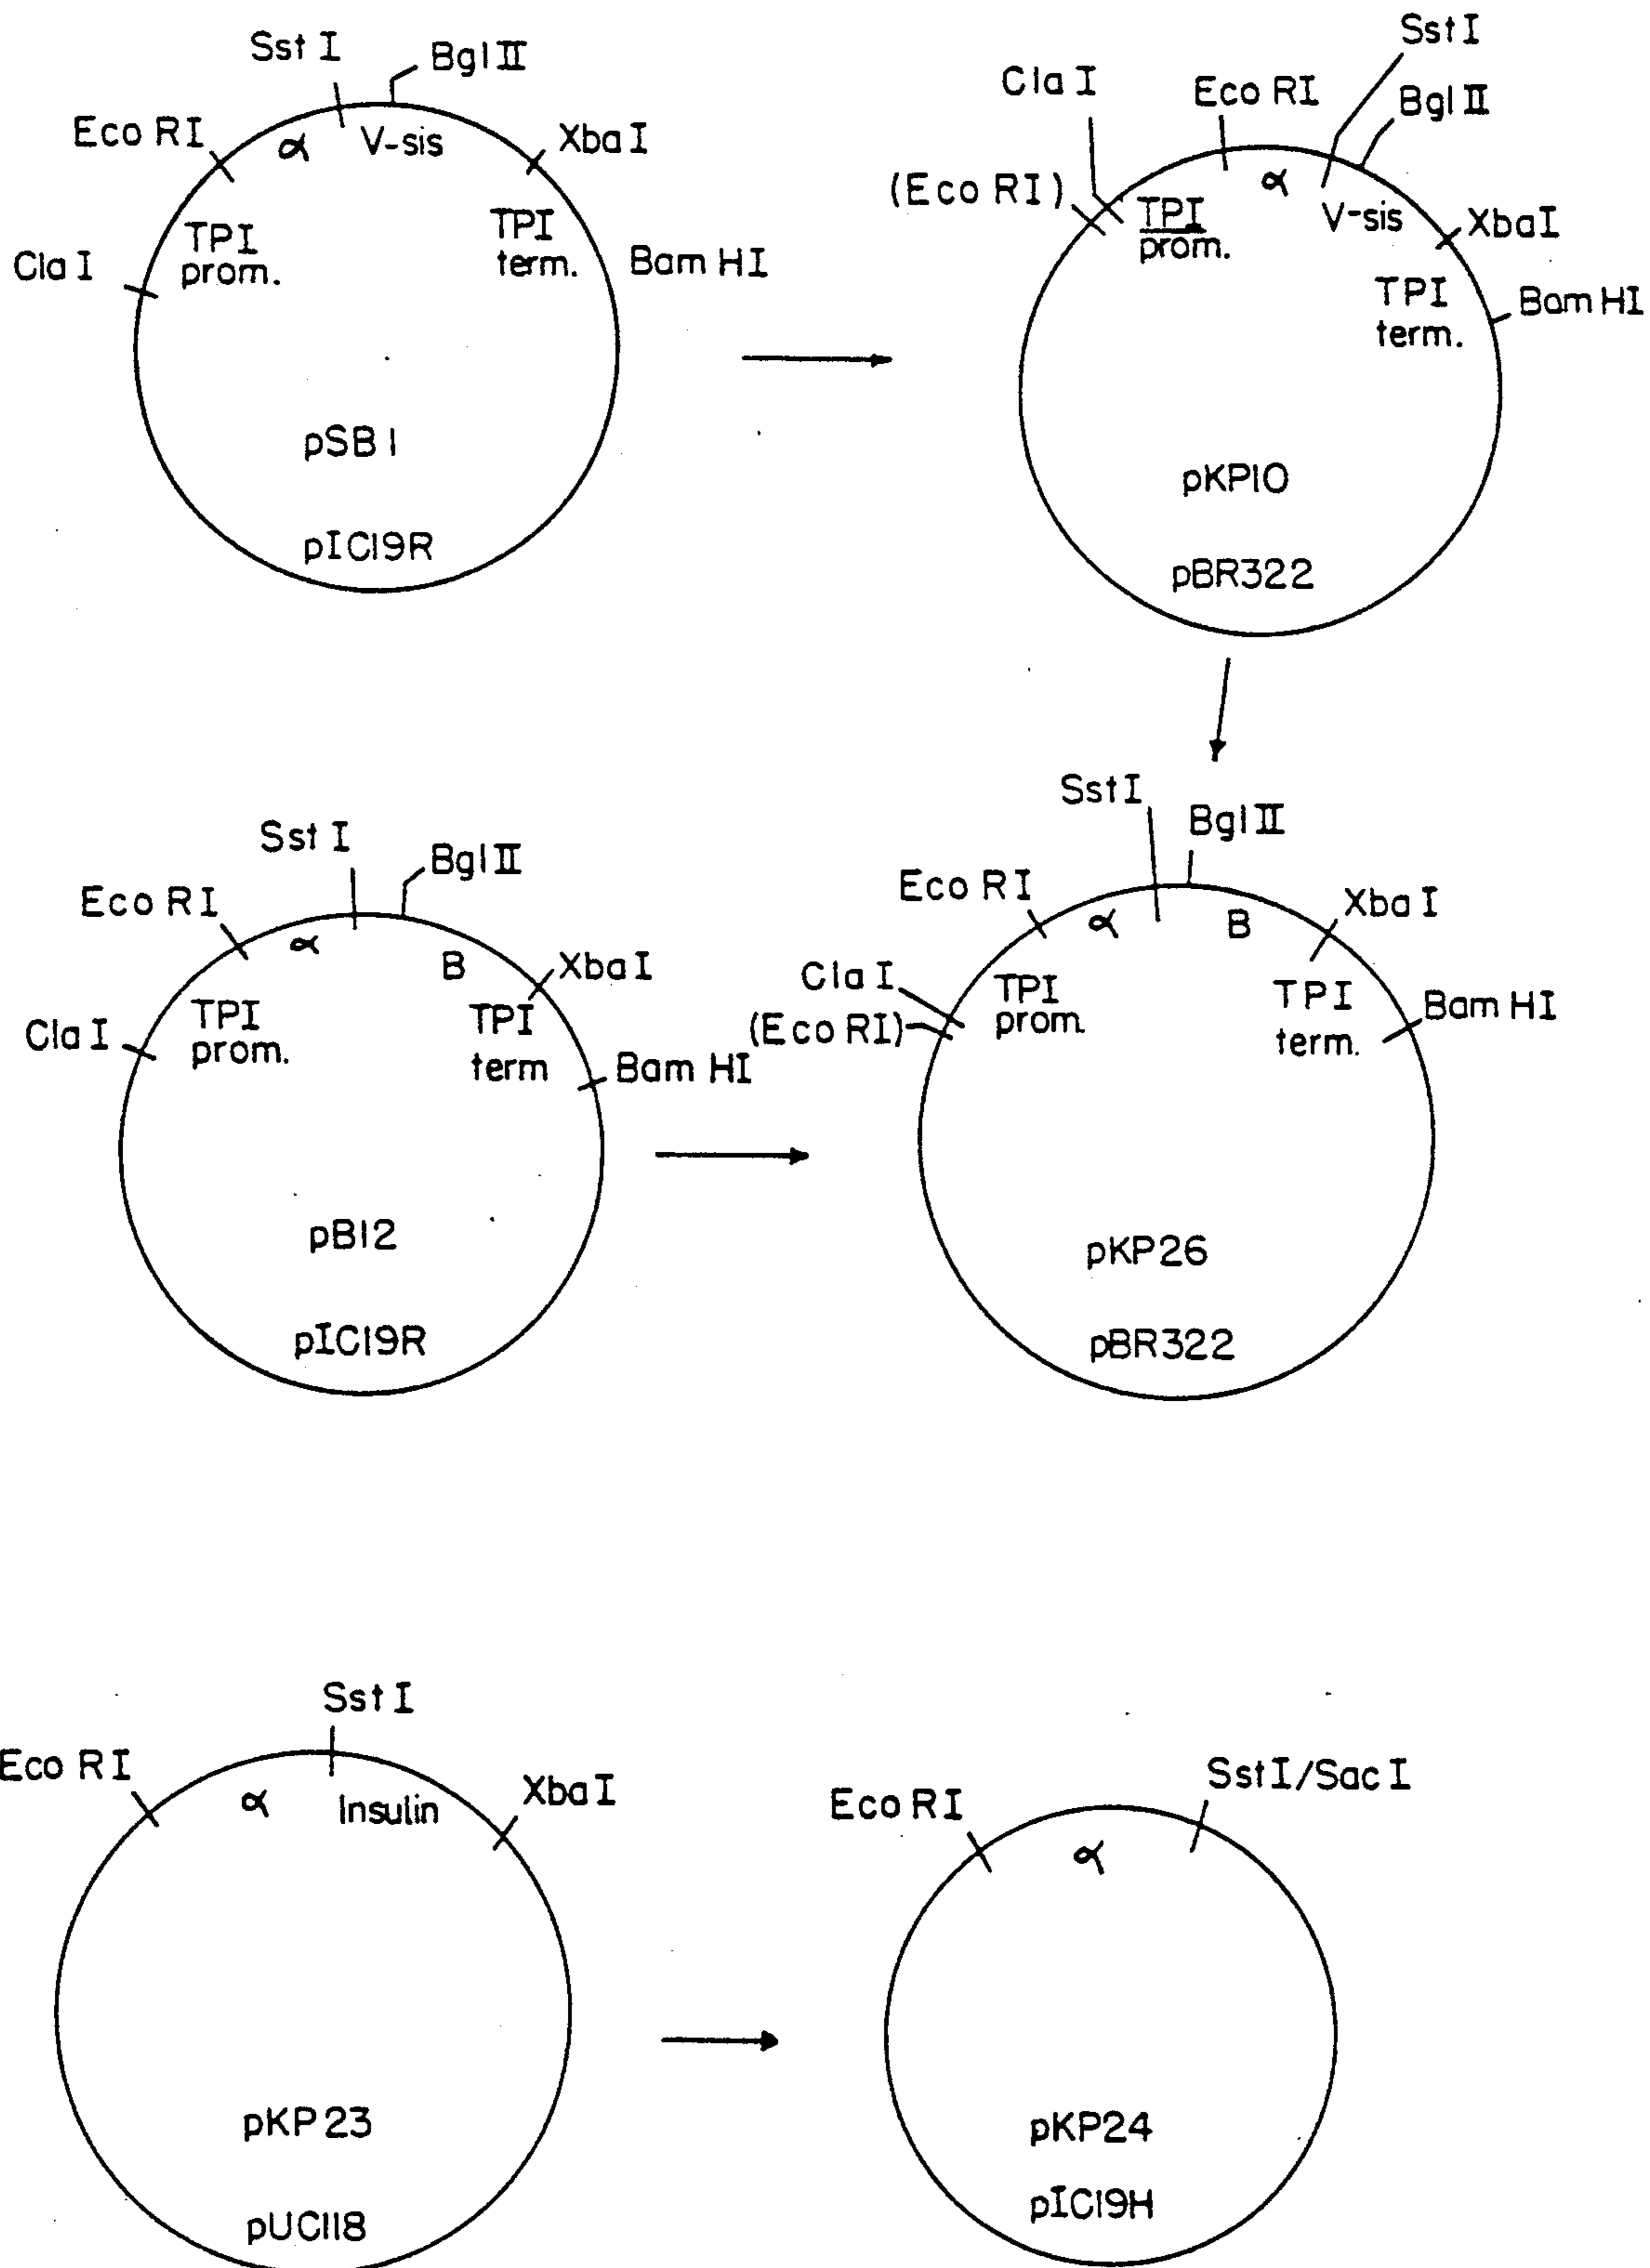 Sst I
Bgl II
Eco RI
α
V-sis
Xba I
TPI
prom.
TPI
term.
Cla I
Bam HI
pSB1
pIC19R
Sst I
Cla I
Eco RI
Bgl II
(Eco RI)
α
TPI
prom.
V-sis
Xba I
TPI
term.
Bam HI
pKP10
pBR322
Sst I
Bgl II
Eco RI
α
B
Xba I
Cla I
TPI
prom.
TPI
term
Bam HI
pB12
pIC19R
Sst I
Bgl II
Eco RI
α
B
Xba I
Cla I
(Eco RI)
TPI
prom.
TPI
term.
Bam HI
pKP26
pBR322
Sst I
Eco RI
α
Insulin
Xba I
pKP23
pUC118
Eco RI
Sst I/Sac I
α
pKP24
pIC19H